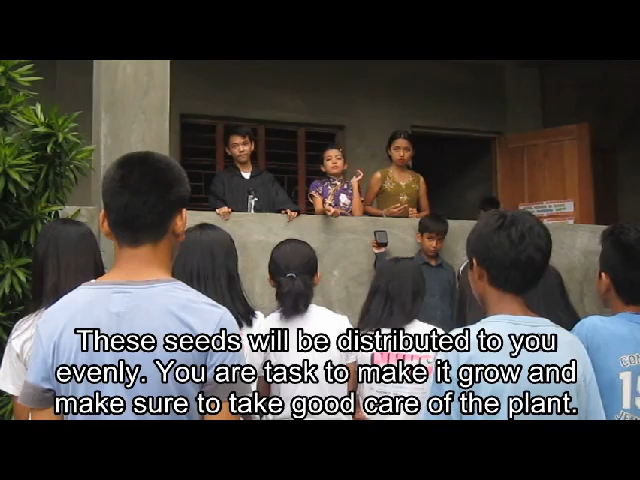 These seeds will be distributed to you
evenly. You are task to make it grow and
make sure to take good care of the plant.